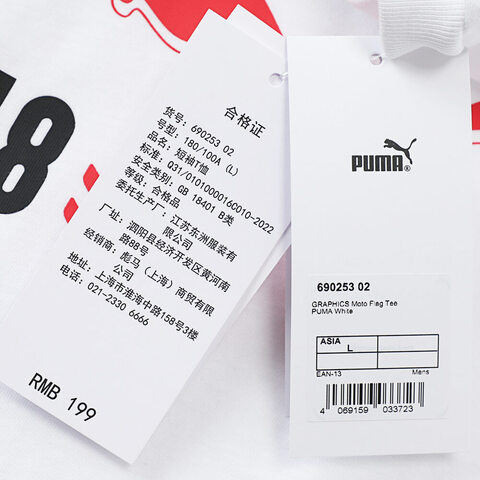 48
合格证
货号: 690253 02
号型: 180/100A (L)
品名: 短袖T恤
标准: Q31/0101000016C010-2022
安全类别: GB 18401 B类
等级: 合格品
委托生产厂: 江苏东洲服装有
限公司
厂址: 泗阳县经济开发区黄河南
路88号
经销商: 彪马(上海)商贸有限
公司
地址: 上海市淮海中路158号3楼
电话: 021-2330 6666
RMB 199
PUMA®
690253 02
GRAPHICS Moto Flag Tee
PUMA White
ASIA
L
EAN-13
Mens
4 069159 033723